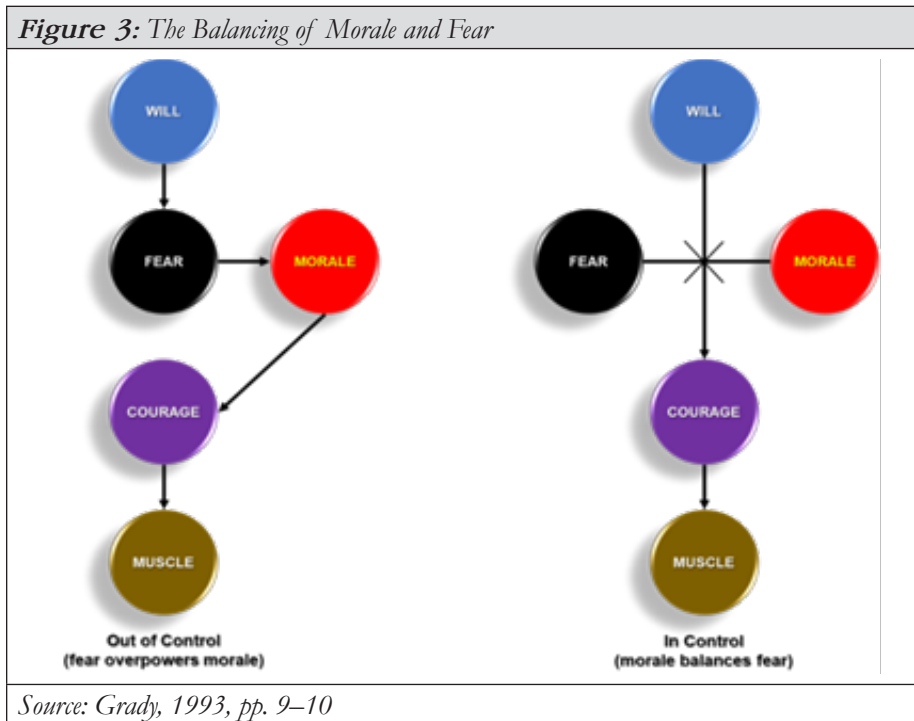 Figure 3: The Balancing of Morale and Fear
WILL
FEAR
MORALE
COURAGE
MUSCLE
Out of Control
(fear overpowers morale)
WILL
FEAR
MORALE
COURAGE
MUSCLE
In Control
(morale balances fear)
Source: Grady, 1993, pp. 9–10